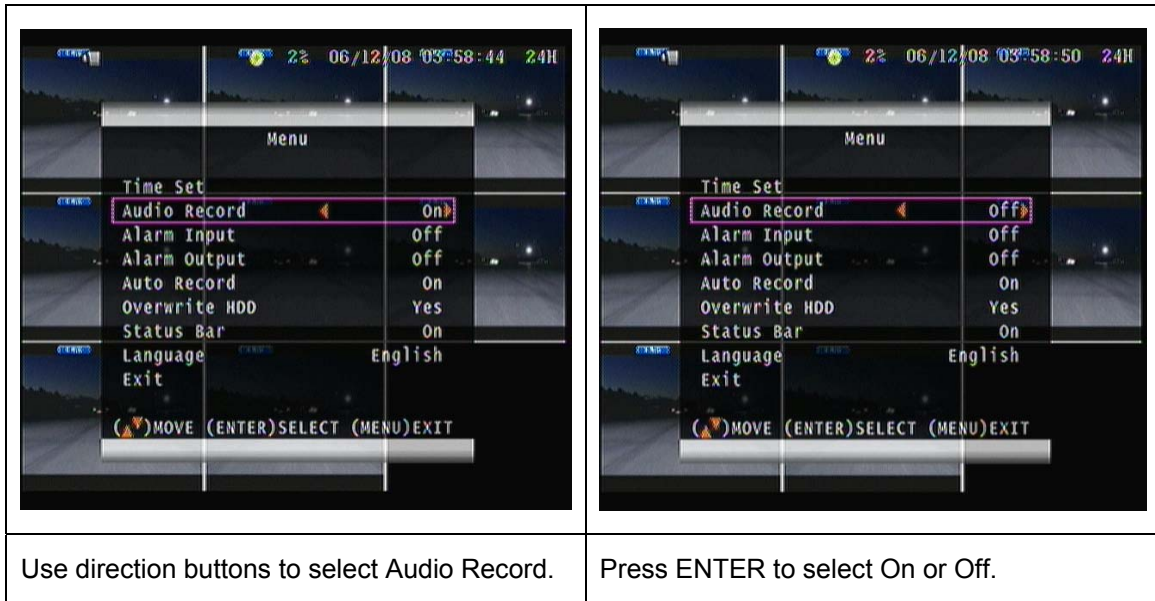 2% 06/12/08 03:58:44 24H
Menu
Time Set
Audio Record On
Alarm Input Off
Alarm Output Off
Auto Record On
Overwrite HDD Yes
Status Bar On
Language English
Exit
( )MOVE (ENTER)SELECT (MENU)EXIT
2% 06/12/08 03:58:50 24H
Menu
Time Set
Audio Record Off
Alarm Input Off
Alarm Output Off
Auto Record On
Overwrite HDD Yes
Status Bar On
Language English
Exit
( )MOVE (ENTER)SELECT (MENU)EXIT
Use direction buttons to select Audio Record.
Press ENTER to select On or Off.